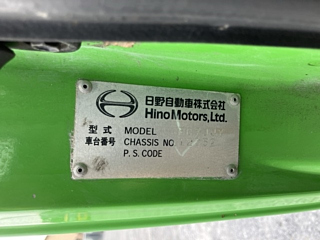 日野自動車株式会社
Hino Motors, Ltd.
型式 MODEL
車台番号 CHASSIS NO
P.S. CODE